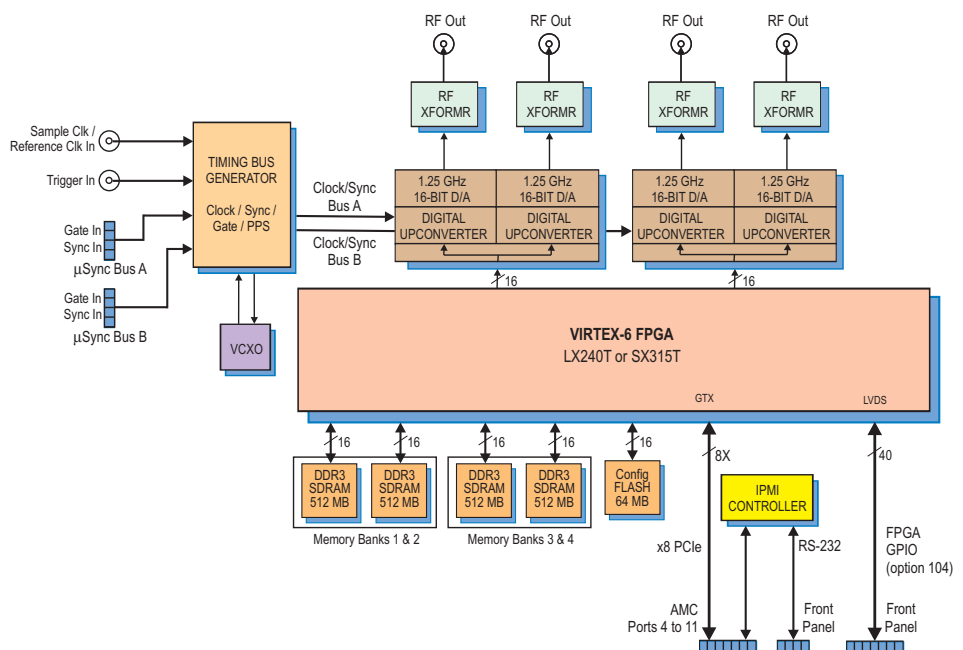 RF Out
RF Out
RF Out
RF Out
RF
XFORMR
RF
XFORMR
RF
XFORMR
RF
XFORMR
Sample Clk /
Reference Clk In
Trigger In
Gate In
Sync In
µSync Bus A
Gate In
Sync In
µSync Bus B
TIMING BUS
GENERATOR
Clock / Sync /
Gate / PPS
VCXO
Clock/Sync
Bus A
Clock/Sync
Bus B
1.25 GHz
16-BIT D/A
DIGITAL
UPCONVERTER
1.25 GHz
16-BIT D/A
DIGITAL
UPCONVERTER
1.25 GHz
16-BIT D/A
DIGITAL
UPCONVERTER
1.25 GHz
16-BIT D/A
DIGITAL
UPCONVERTER
16
16
VIRTEX-6 FPGA
LX240T or SX315T
GTX
LVDS
16
16
16
16
16
8X
40
DDR3
SDRAM
512 MB
DDR3
SDRAM
512 MB
DDR3
SDRAM
512 MB
DDR3
SDRAM
512 MB
Config
FLASH
64 MB
Memory Banks 1 & 2
Memory Banks 3 & 4
IPMI
CONTROLLER
x8 PCIe
RS-232
FPGA
GPIO
(option 104)
AMC
Ports 4 to 11
Front
Panel
Front
Panel